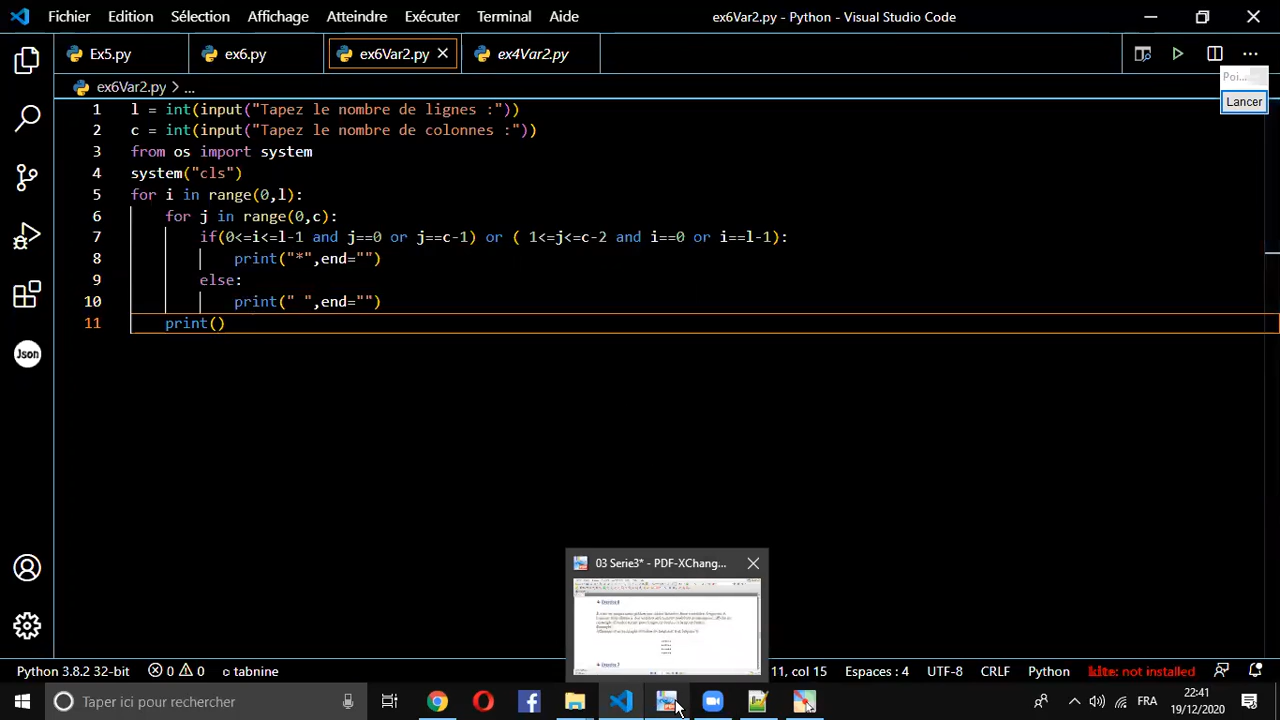 Fichier Edition Sélection Affichage Atteindre Exécuter Terminal Aide ex6Var2.py - Python - Visual Studio Code
Ex5.py ex6.py ex6Var2.py ex4Var2.py
Poi...
ex6Var2.py > ...
Lancer
1 l = int(input("Tapez le nombre de lignes :"))
2 c = int(input("Tapez le nombre de colonnes :"))
3 from os import system
4 system("cls")
5 for i in range(0,l):
6 for j in range(0,c):
7 if(0<=i<=l-1 and j==0 or j==c-1) or ( 1<=j<=c-2 and i==0 or i==l-1):
8 print("*",end="")
9 else:
10 print(" ",end="")
11 print()
Json
03 Serie3* - PDF-XChang...
Python 3.8.2 32-bit 0 0 tabnine 11, col 15 Espaces : 4 UTF-8 CRLF Python kite: not installed
Taper ici pour rechercher
FRA
22:41
19/12/2020